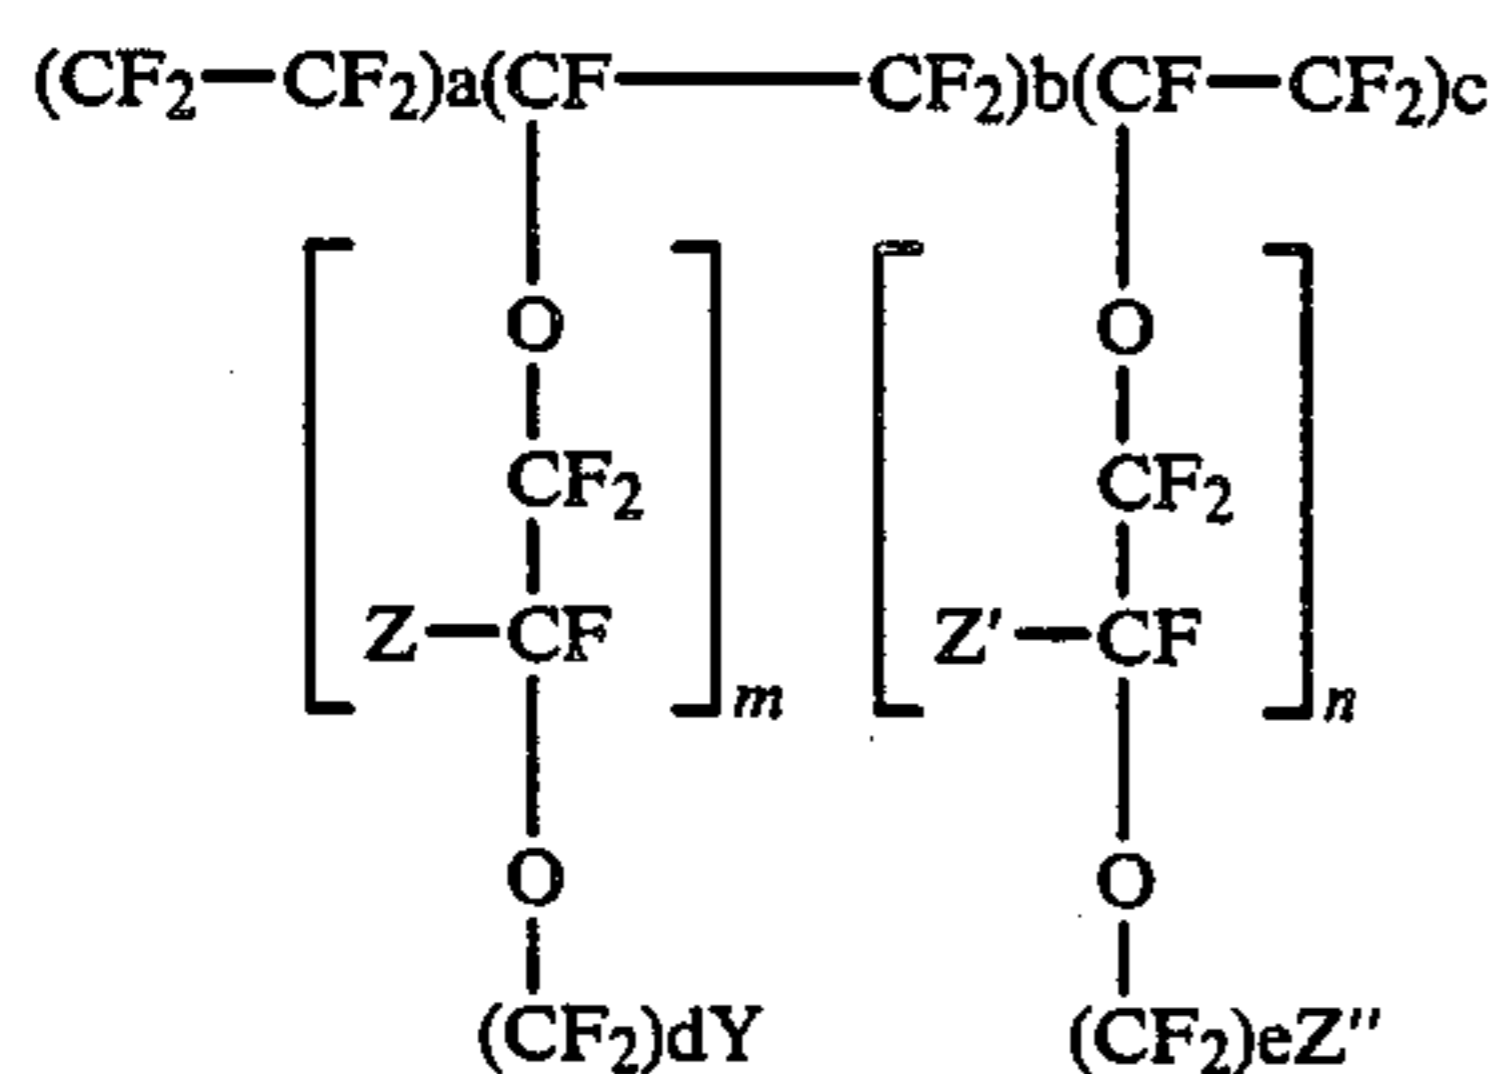 (CF2—CF2)a(CF—CF2)b(CF—CF2)c
O O
CF2 CF2
Z—CF Z′—CF
m n
O O
(CF2)dY (CF2)eZ″